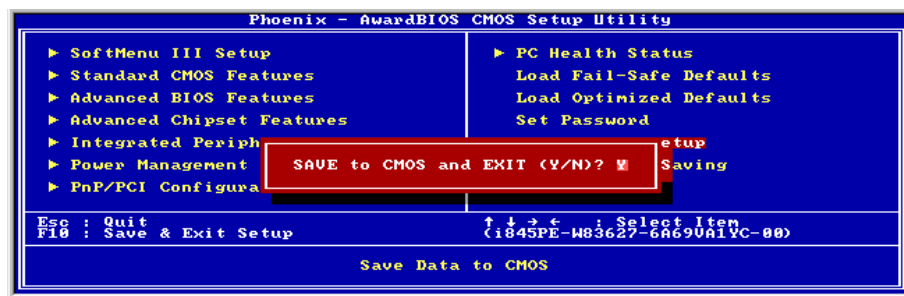 Phoenix - AwardBIOS CMOS Setup Utility
▶ SoftMenu III Setup
▶ Standard CMOS Features
▶ Advanced BIOS Features
▶ Advanced Chipset Features
▶ Integrated Periph
▶ Power Management
▶ PnP/PCI Configura
▶ PC Health Status
Load Fail-Safe Defaults
Load Optimized Defaults
Set Password
etup
Saving
SAVE to CMOS and EXIT (Y/N)? Y
Esc : Quit
F10 : Save & Exit Setup
↑ ↓ → ← : Select Item
(i845PE-W83627-6A69VA1YC-00)
Save Data to CMOS